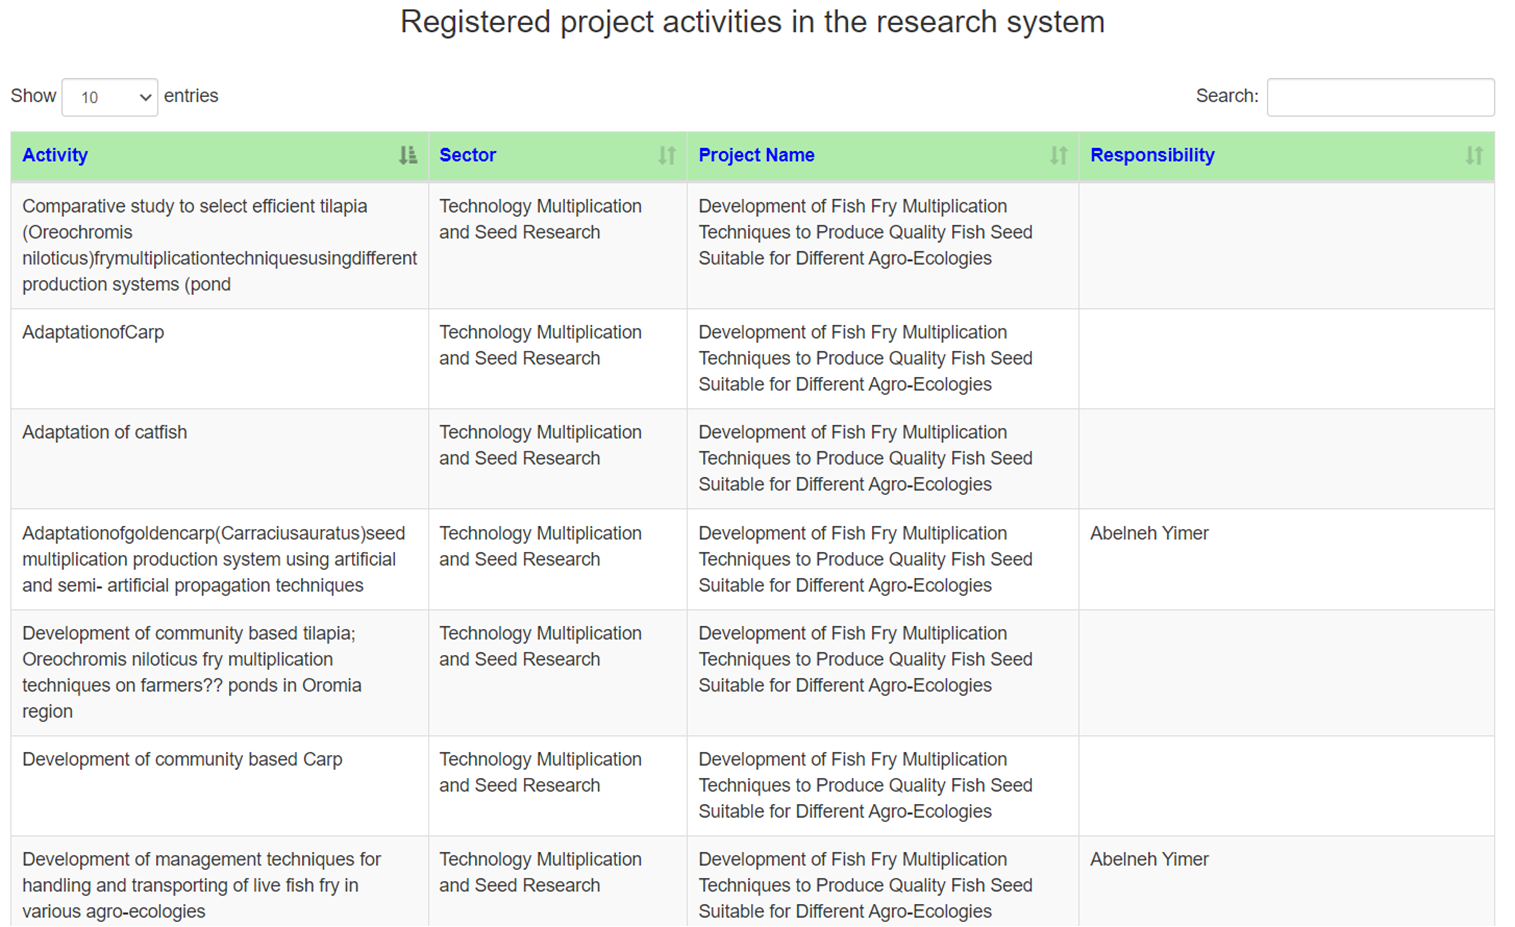 Registered project activities in the research system
Show 10 entries
Search:
Activity Sector Project Name Responsibility
Comparative study to select efficient tilapia
(Oreochromis
niloticus)frymultiplicationtechniquesusingdifferent
production systems (pond
Technology Multiplication
and Seed Research
Development of Fish Fry Multiplication
Techniques to Produce Quality Fish Seed
Suitable for Different Agro-Ecologies
AdaptationofCarp
Technology Multiplication
and Seed Research
Development of Fish Fry Multiplication
Techniques to Produce Quality Fish Seed
Suitable for Different Agro-Ecologies
Adaptation of catfish
Technology Multiplication
and Seed Research
Development of Fish Fry Multiplication
Techniques to Produce Quality Fish Seed
Suitable for Different Agro-Ecologies
Adaptationofgoldencarp(Carraciusauratus)seed
multiplication production system using artificial
and semi- artificial propagation techniques
Technology Multiplication
and Seed Research
Development of Fish Fry Multiplication
Techniques to Produce Quality Fish Seed
Suitable for Different Agro-Ecologies
Abelneh Yimer
Development of community based tilapia;
Oreochromis niloticus fry multiplication
techniques on farmers?? ponds in Oromia
region
Technology Multiplication
and Seed Research
Development of Fish Fry Multiplication
Techniques to Produce Quality Fish Seed
Suitable for Different Agro-Ecologies
Development of community based Carp
Technology Multiplication
and Seed Research
Development of Fish Fry Multiplication
Techniques to Produce Quality Fish Seed
Suitable for Different Agro-Ecologies
Development of management techniques for
handling and transporting of live fish fry in
various agro-ecologies
Technology Multiplication
and Seed Research
Development of Fish Fry Multiplication
Techniques to Produce Quality Fish Seed
Suitable for Different Agro-Ecologies
Abelneh Yimer